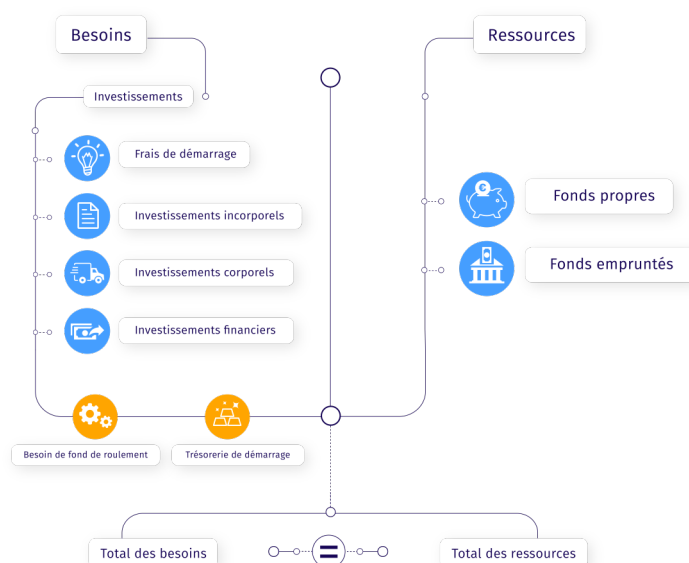 Besoins
Ressources
Investissements
Frais de démarrage
Investissements incorporels
Fonds propres
Investissements corporels
Fonds empruntés
Investissements financiers
Besoin de fond de roulement
Trésorerie de démarrage
Total des besoins
=
Total des ressources